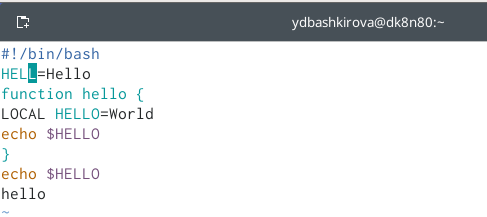 ydbashkirova@dk8n80:~
#!/bin/bash
HELL=Hello
function hello {
LOCAL HELLO=World
echo $HELLO
}
echo $HELLO
hello
~